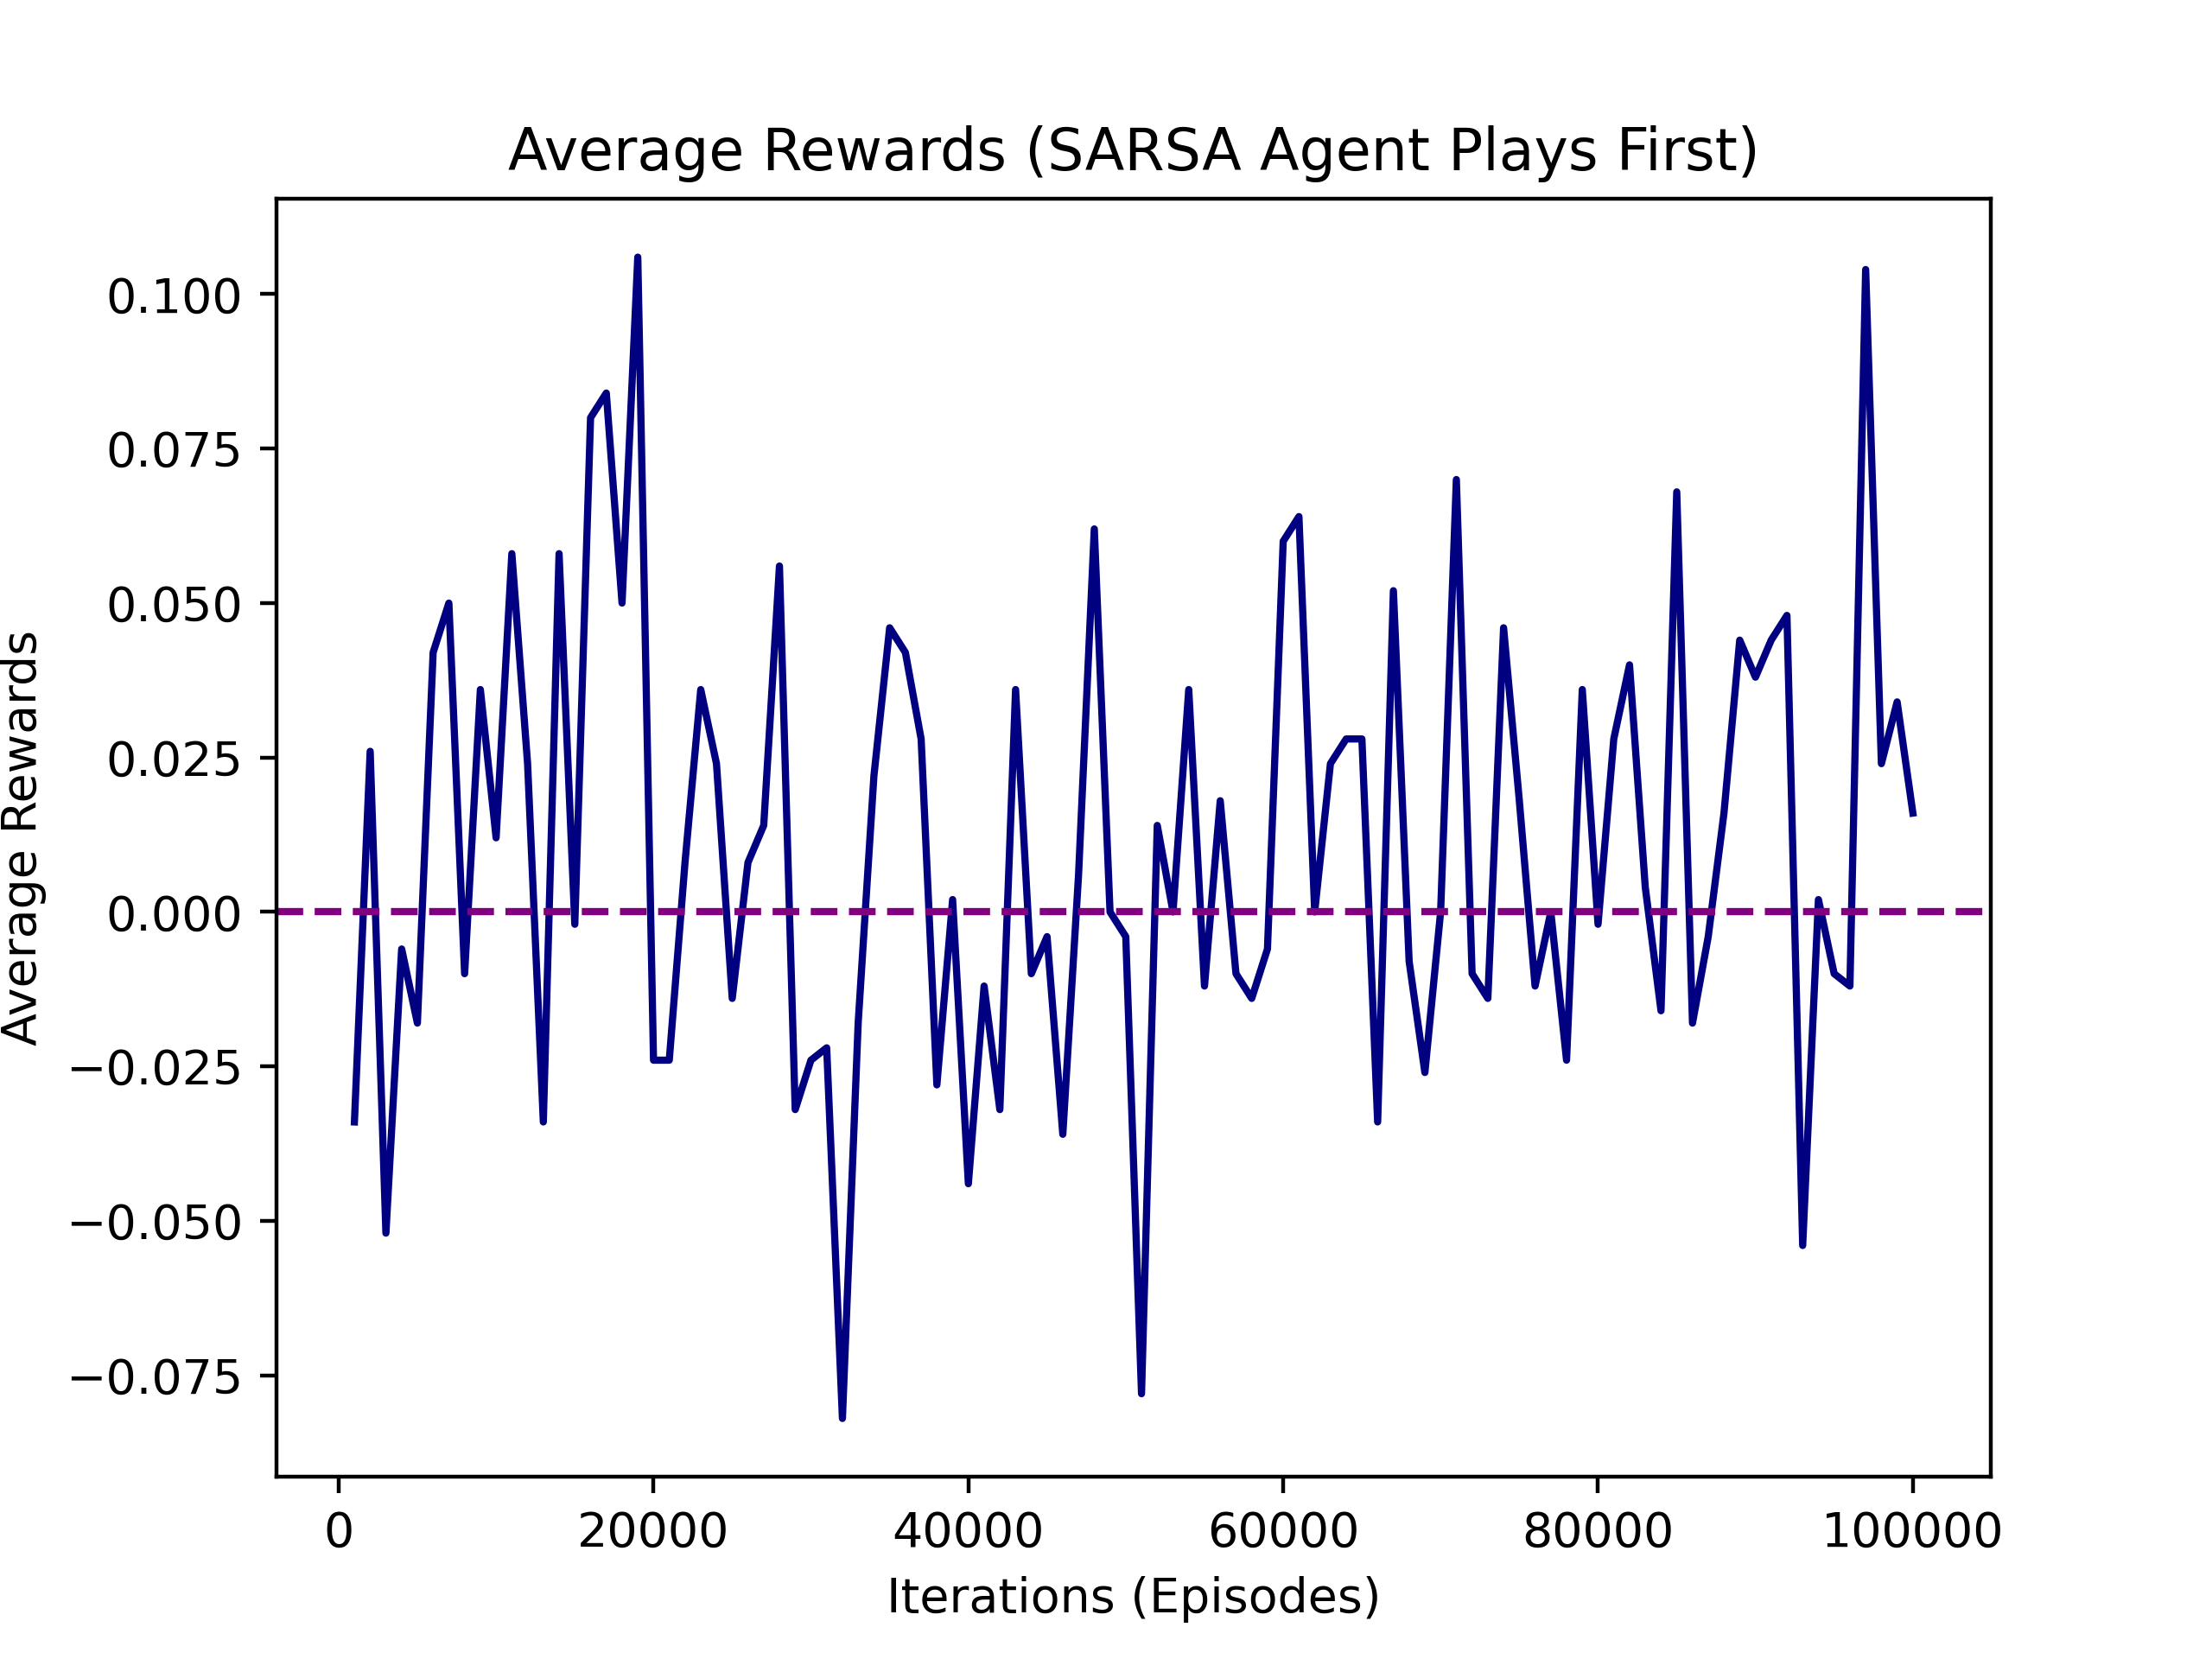 Average Rewards (SARSA Agent Plays First)
Average Rewards
0.100
0.075
0.050
0.025
0.000
−0.025
−0.050
−0.075
0 20000 40000 60000 80000 100000
Iterations (Episodes)